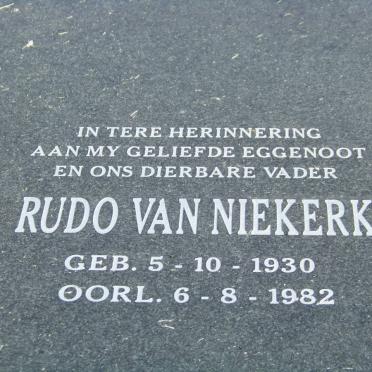 IN TERE HERINNERING
AAN MY GELIEFDE EGGENOOT
EN ONS DIERBARE VADER
RUDO VAN NIEKERK
GEB. 5 - 10 - 1930
OORL. 6 - 8 - 1982